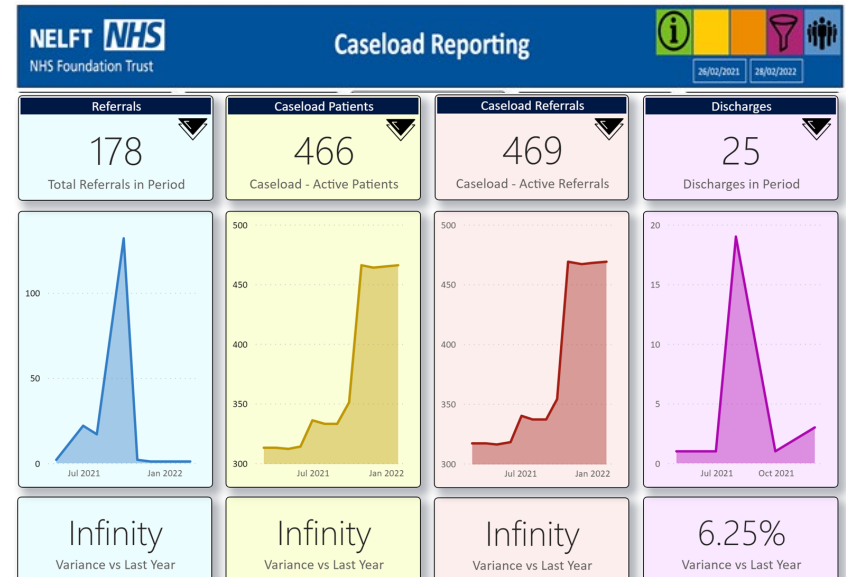 NELFT NHS
NHS Foundation Trust
Caseload Reporting
26/02/2021
28/02/2022
Referrals
178
Total Referrals in Period
Caseload Patients
466
Caseload - Active Patients
Caseload Referrals
469
Caseload - Active Referrals
Discharges
25
Discharges in Period
100
50
0
Jul 2021
Jan 2022
500
450
400
350
300
Jul 2021
Jan 2022
500
450
400
350
300
Jul 2021
Jan 2022
20
15
10
5
0
Jul 2021
Oct 2021
Infinity
Variance vs Last Year
Infinity
Variance vs Last Year
Infinity
Variance vs Last Year
6.25%
Variance vs Last Year